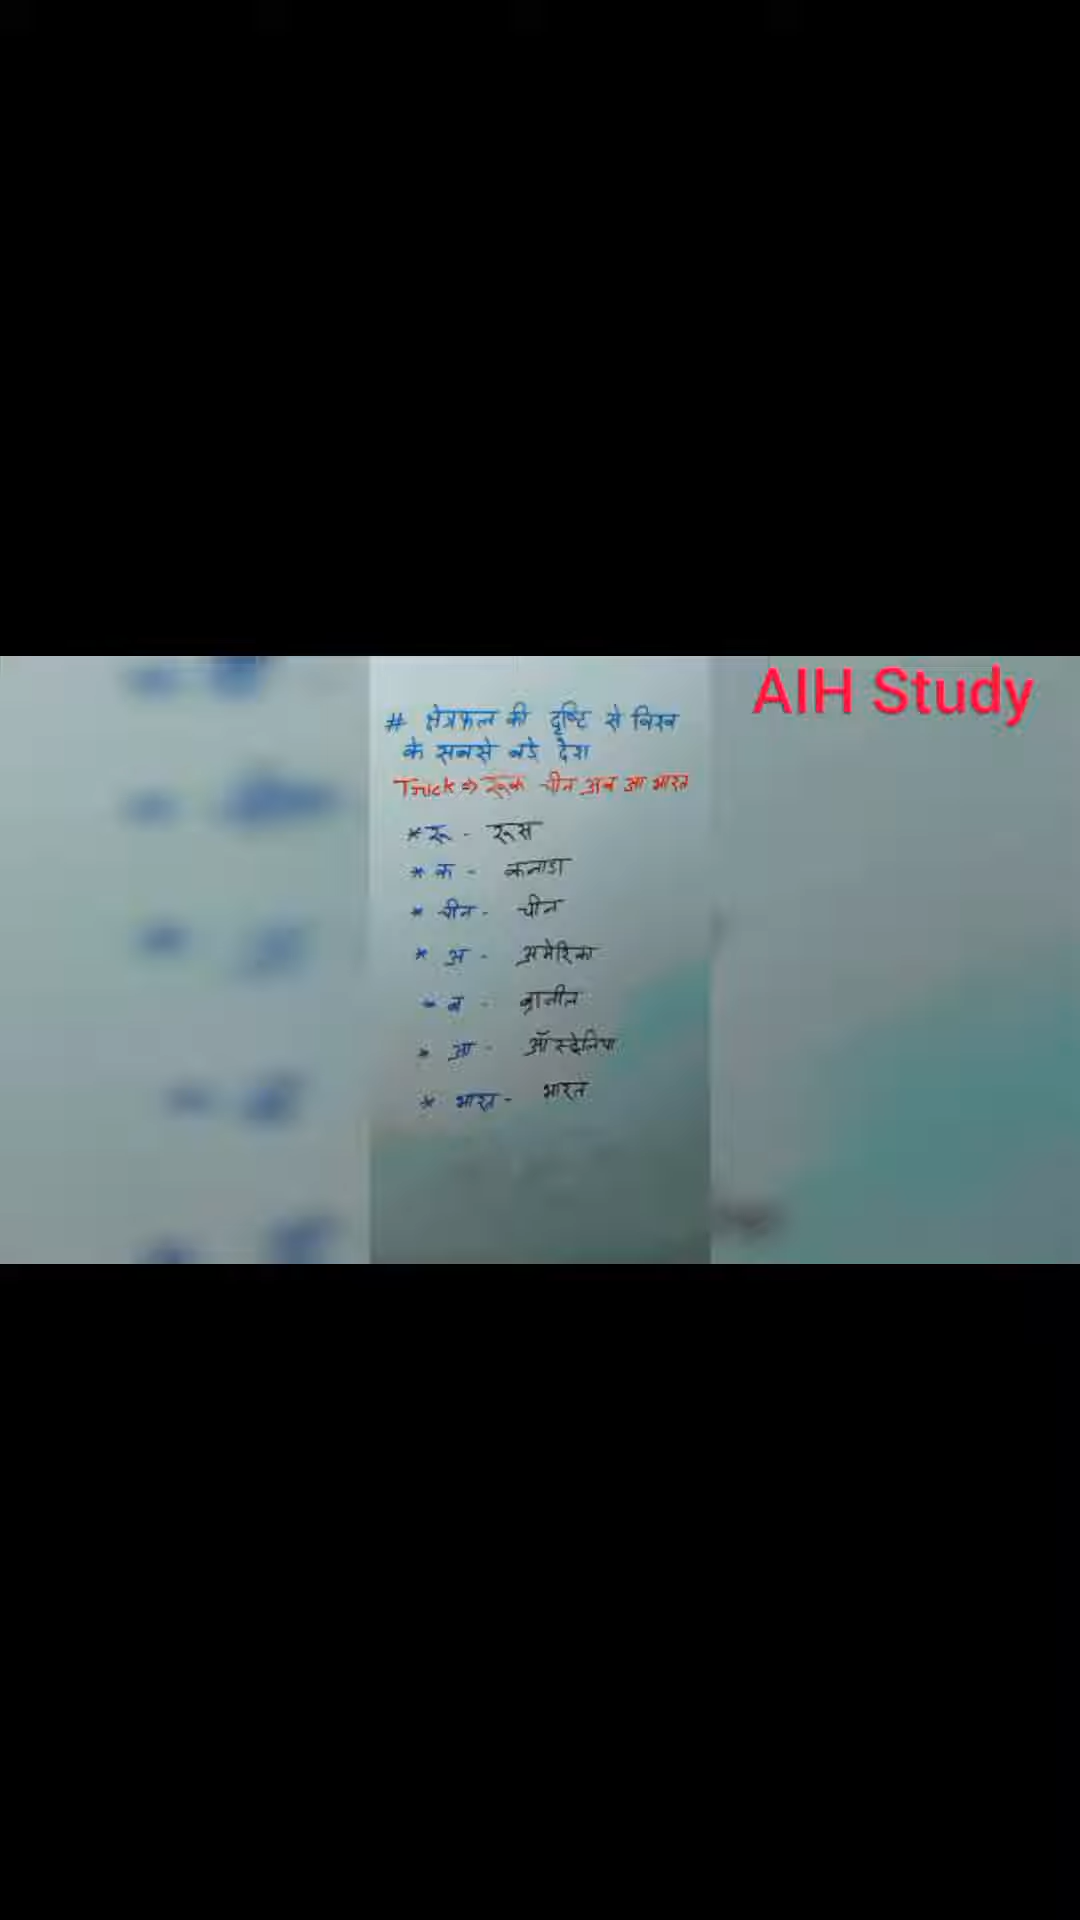 AIH Study
# क्षेत्रफल की दृष्टि से विश्व
के सबसे बड़े देश
Trick ⇒ रूक चीन अब आ भारत
* रू - रूस
* क - कनाडा
* चीन - चीन
* अ - अमेरिका
* ब - ब्राजील
* आ - ऑस्ट्रेलिया
* भारत - भारत